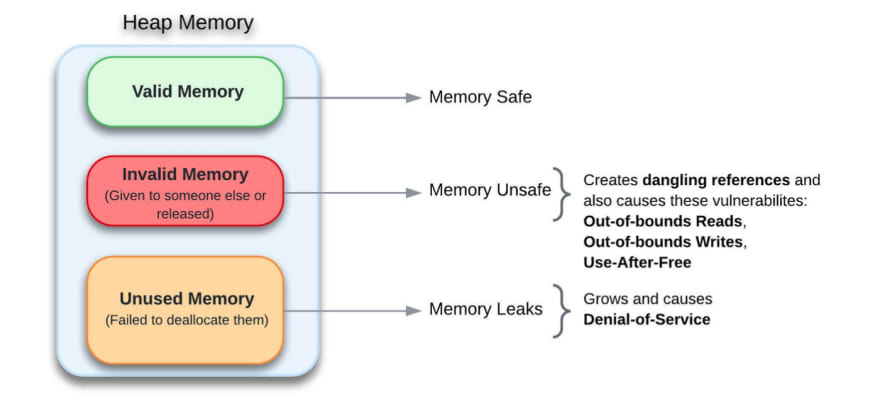 Heap Memory
Valid Memory
Memory Safe
Invalid Memory
(Given to someone else or
released)
Memory Unsafe
Creates dangling references and
also causes these vulnerabilites:
Out-of-bounds Reads,
Out-of-bounds Writes,
Use-After-Free
Unused Memory
(Failed to deallocate them)
Memory Leaks
Grows and causes
Denial-of-Service